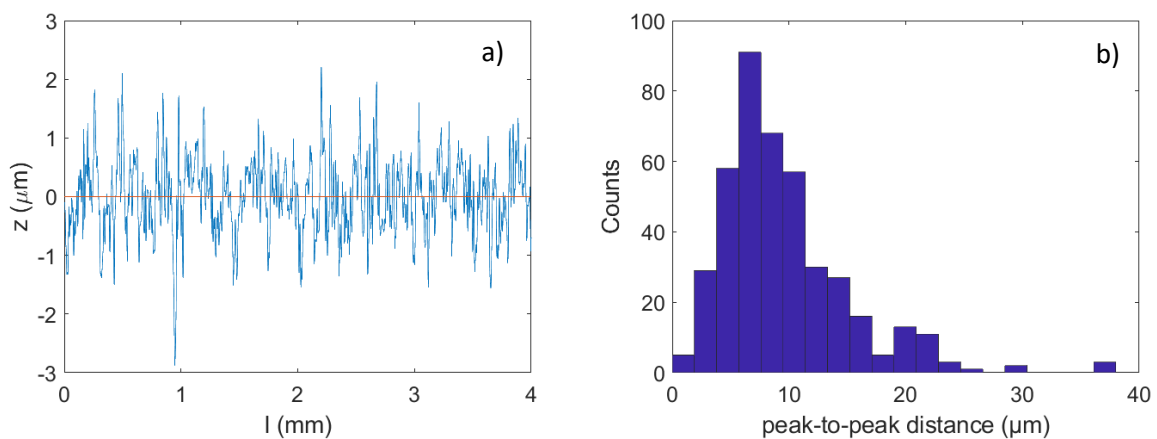 a)
3
2
1
0
-1
-2
-3
z (μm)
0 1 2 3 4
l (mm)
b)
100
80
60
40
20
0
Counts
0 10 20 30 40
peak-to-peak distance (µm)